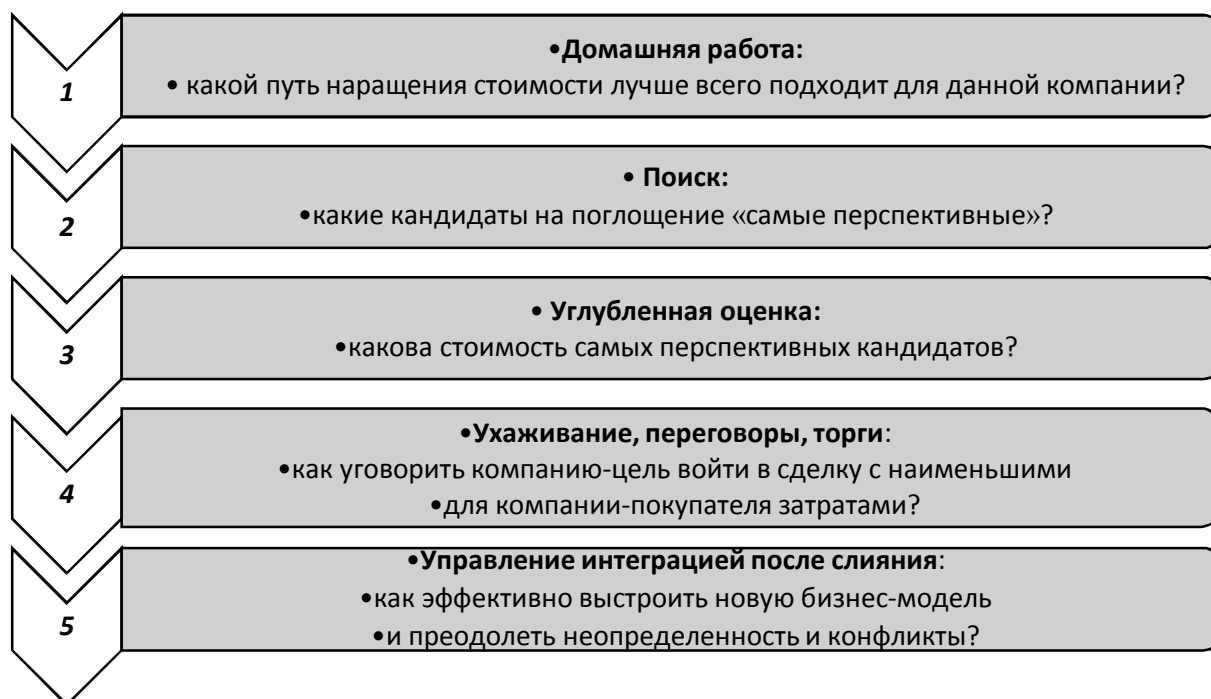 1
•Домашняя работа:
• какой путь наращения стоимости лучше всего подходит для данной компании?
2
• Поиск:
•какие кандидаты на поглощение «самые перспективные»?
3
• Углубленная оценка:
•какова стоимость самых перспективных кандидатов?
4
•Ухаживание, переговоры, торги:
•как уговорить компанию-цель войти в сделку с наименьшими
•для компании-покупателя затратами?
5
•Управление интеграцией после слияния:
•как эффективно выстроить новую бизнес-модель
•и преодолеть неопределенность и конфликты?